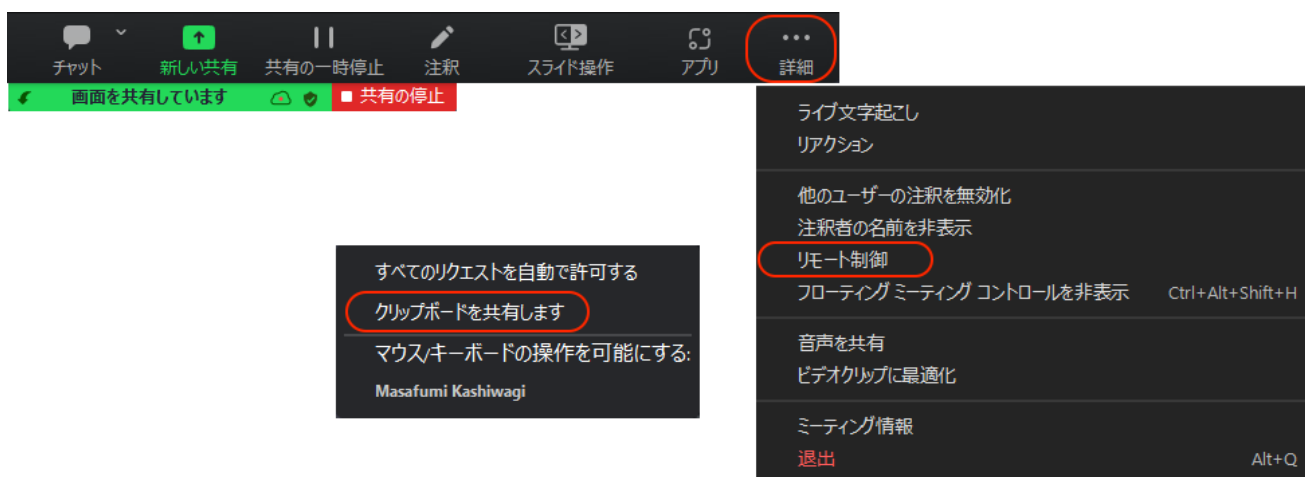 チャット 新しい共有 共有の一時停止 注釈 スライド操作 アプリ 詳細
画面を共有しています 共有の停止
ライブ文字起こし
リアクション
他のユーザーの注釈を無効化
注釈者の名前を非表示
リモート制御
フローティング ミーティング コントロールを非表示 Ctrl+Alt+Shift+H
音声を共有
ビデオクリップに最適化
ミーティング情報
退出 Alt+Q
すべてのリクエストを自動で許可する
クリップボードを共有します
マウス/キーボードの操作を可能にする:
Masafumi Kashiwagi